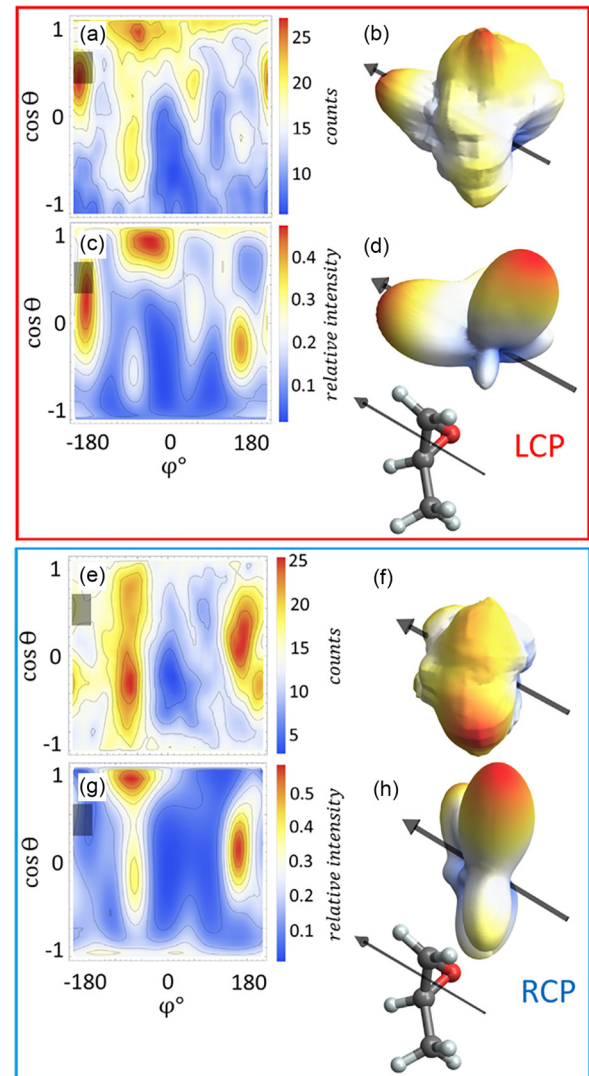 (a)
(b)
1
0
-1
cos θ
25
20
15
10
counts
(c)
(d)
1
0
-1
cos θ
-180
0
180
φ°
0.4
0.3
0.2
0.1
relative intensity
LCP
(e)
(f)
1
0
-1
cos θ
25
20
15
10
5
counts
(g)
(h)
1
0
-1
cos θ
-180
0
180
φ°
0.5
0.4
0.3
0.2
0.1
relative intensity
RCP